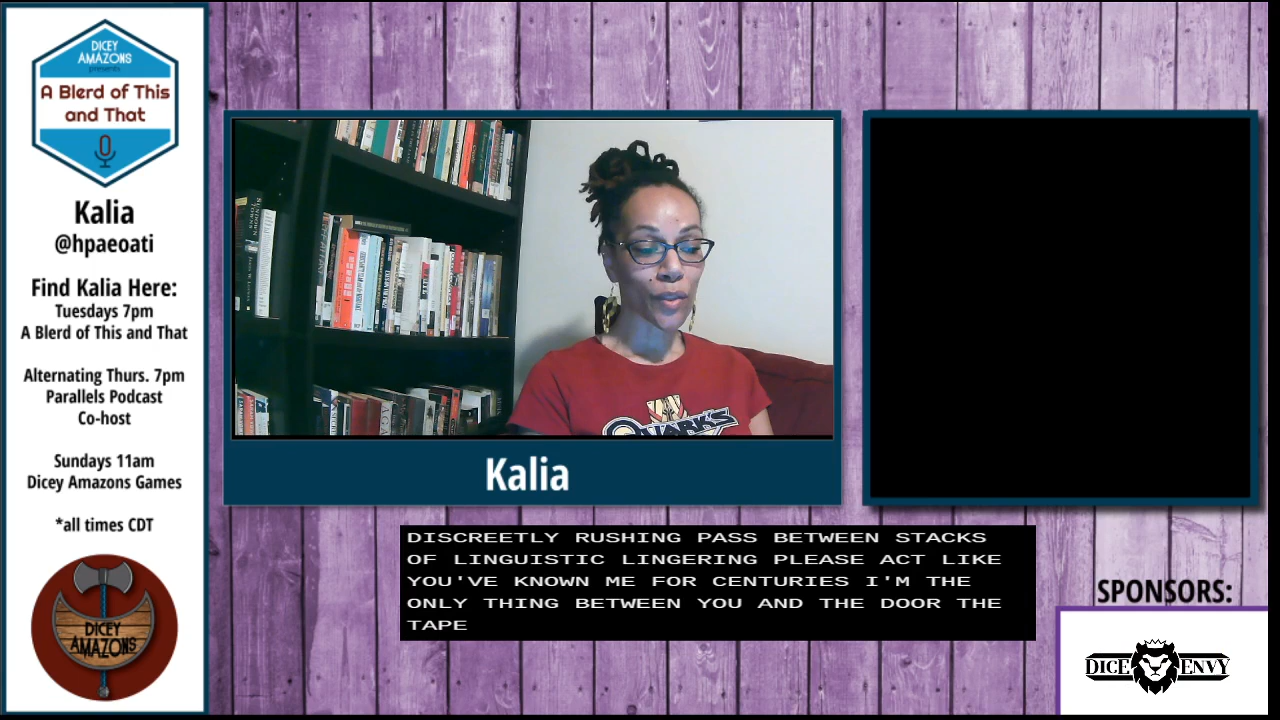 DICEY
AMAZONS
presents
A Blerd of This
and That
Kalia
@hpaeoati
Find Kalia Here:
Tuesdays 7pm
A Blerd of This and That
Alternating Thurs. 7pm
Parallels Podcast
Co-host
Sundays 11am
Dicey Amazons Games
*all times CDT
DICEY
AMAZONS
QUARK'S
Kalia
DISCREETLY RUSHING PASS BETWEEN STACKS
OF LINGUISTIC LINGERING PLEASE ACT LIKE
YOU'VE KNOWN ME FOR CENTURIES I'M THE
ONLY THING BETWEEN YOU AND THE DOOR THE
TAPE
SPONSORS:
DICE ENVY